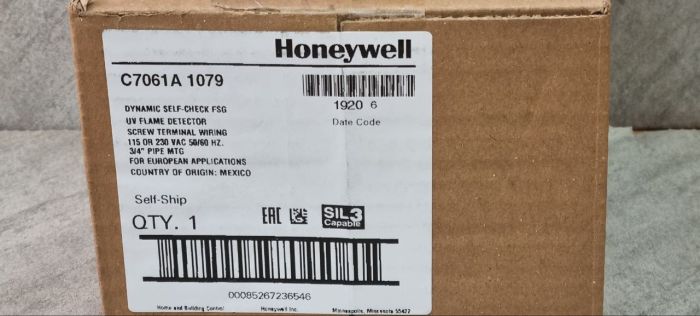 Honeywell
C7061A 1079
1920 6
Date Code
DYNAMIC SELF-CHECK FSG
UV FLAME DETECTOR
SCREW TERMINAL WIRING
115 OR 230 VAC 50/60 HZ.
3/4" PIPE MTG
FOR EUROPEAN APPLICATIONS
COUNTRY OF ORIGIN: MEXICO
Self-Ship
QTY. 1
EAC
SIL3
Capable
00085267236546
Home and Building Control Honeywell Inc. Minneapolis, Minnesota 55422